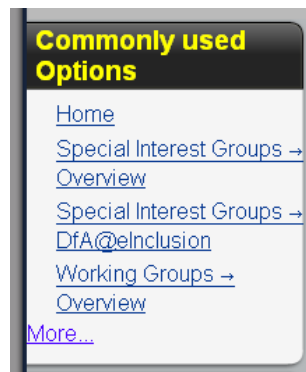 Commonly used
Options
Home
Special Interest Groups →
Overview
Special Interest Groups →
DfA@eInclusion
Working Groups →
Overview
More...